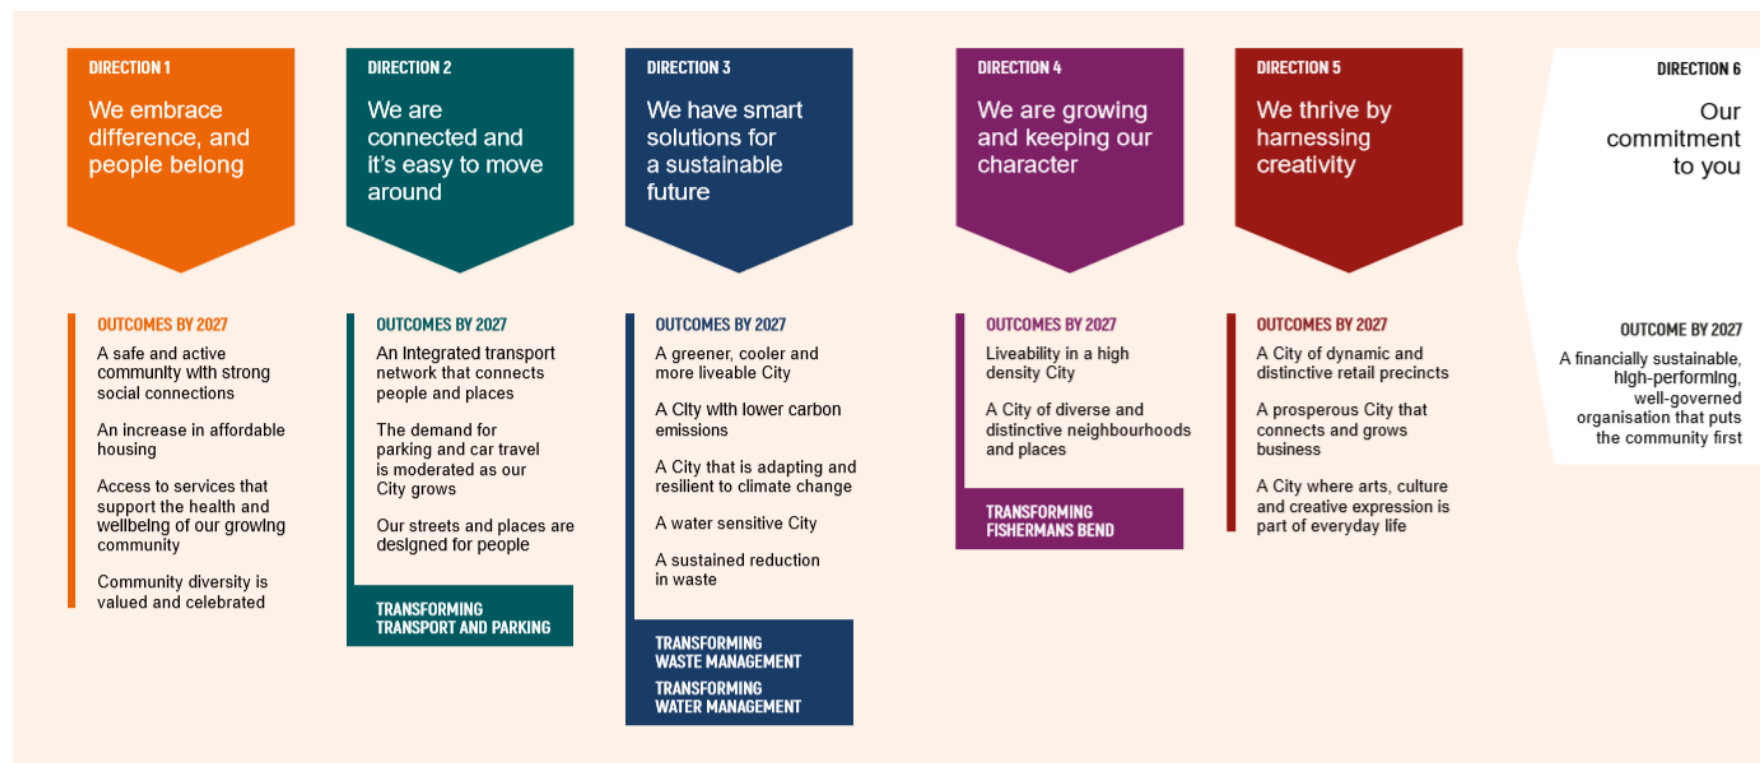 DIRECTION 1
We embrace
difference, and
people belong
OUTCOMES BY 2027
A safe and active
community with strong
social connections
An increase in affordable
housing
Access to services that
support the health and
wellbeing of our growing
community
Community diversity is
valued and celebrated
DIRECTION 2
We are
connected and
it's easy to move
around
OUTCOMES BY 2027
An integrated transport
network that connects
people and places
The demand for
parking and car travel
is moderated as our
City grows
Our streets and places are
designed for people
TRANSFORMING
TRANSPORT AND PARKING
DIRECTION 3
We have smart
solutions for
a sustainable
future
OUTCOMES BY 2027
A greener, cooler and
more liveable City
A City with lower carbon
emissions
A City that is adapting and
resilient to climate change
A water sensitive City
A sustained reduction
in waste
TRANSFORMING
WASTE MANAGEMENT
TRANSFORMING
WATER MANAGEMENT
DIRECTION 4
We are growing
and keeping our
character
OUTCOMES BY 2027
Liveability in a high
density City
A City of diverse and
distinctive neighbourhoods
and places
TRANSFORMING
FISHERMANS BEND
DIRECTION 5
We thrive by
harnessing
creativity
OUTCOMES BY 2027
A City of dynamic and
distinctive retail precincts
A prosperous City that
connects and grows
business
A City where arts, culture
and creative expression is
part of everyday life
DIRECTION 6
Our
commitment
to you
OUTCOME BY 2027
A financially sustainable,
high-performing,
well-governed
organisation that puts
the community first